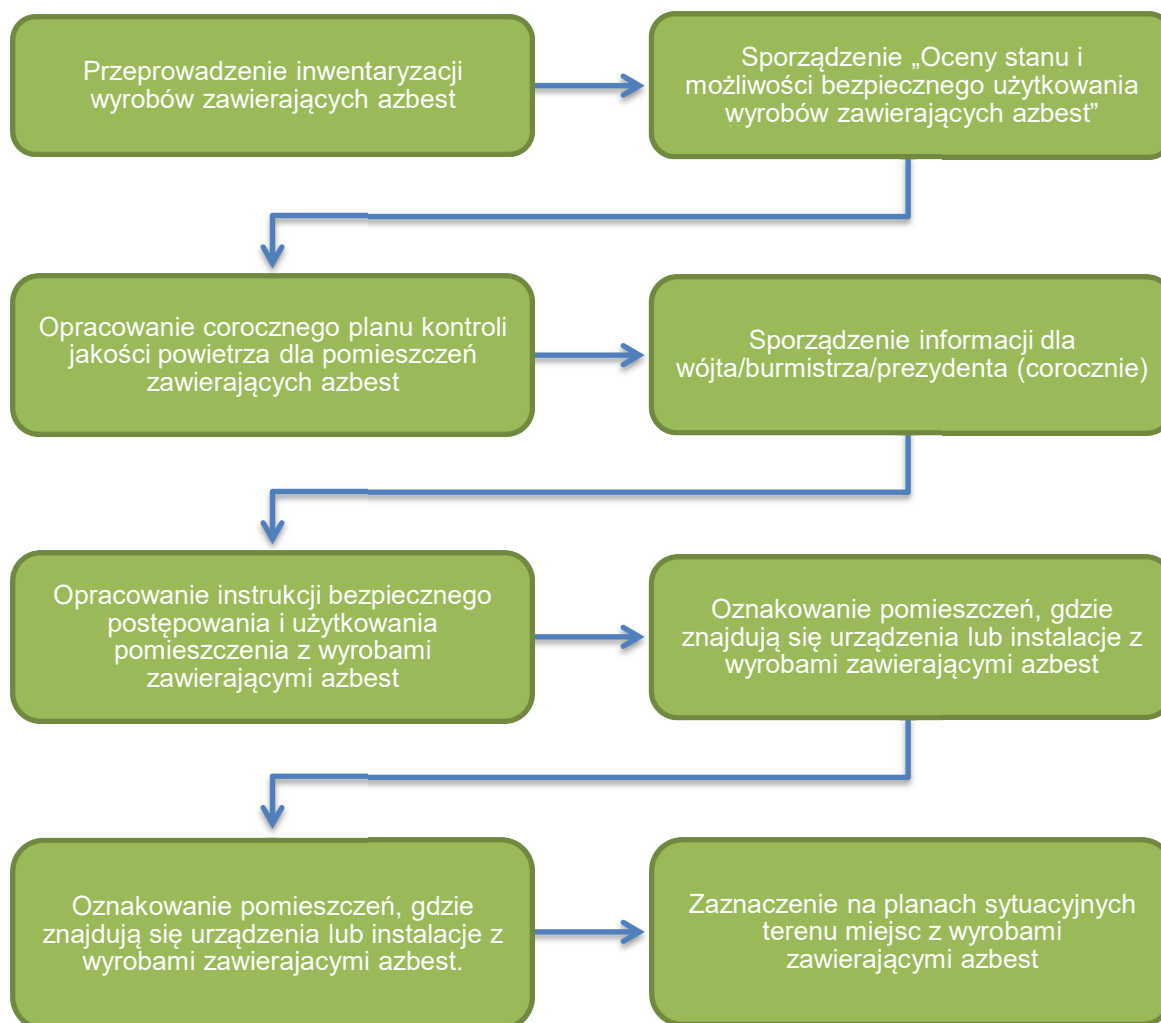 Przeprowadzenie inwentaryzacji
wyrobów zawierających azbest
Sporządzenie „Oceny stanu i
możliwości bezpiecznego użytkowania
wyrobów zawierających azbest”
Opracowanie corocznego planu kontroli
jakości powietrza dla pomieszczeń
zawierających azbest
Sporządzenie informacji dla
wójta/burmistrza/prezydenta (corocznie)
Opracowanie instrukcji bezpiecznego
postępowania i użytkowania
pomieszczenia z wyrobami
zawierającymi azbest
Oznakowanie pomieszczeń, gdzie
znajdują się urządzenia lub instalacje z
wyrobami zawierającymi azbest
Oznakowanie pomieszczeń, gdzie
znajdują się urządzenia lub instalacje z
wyrobami zawierajacymi azbest.
Zaznaczenie na planach sytuacyjnych
terenu miejsc z wyrobami
zawierającymi azbest